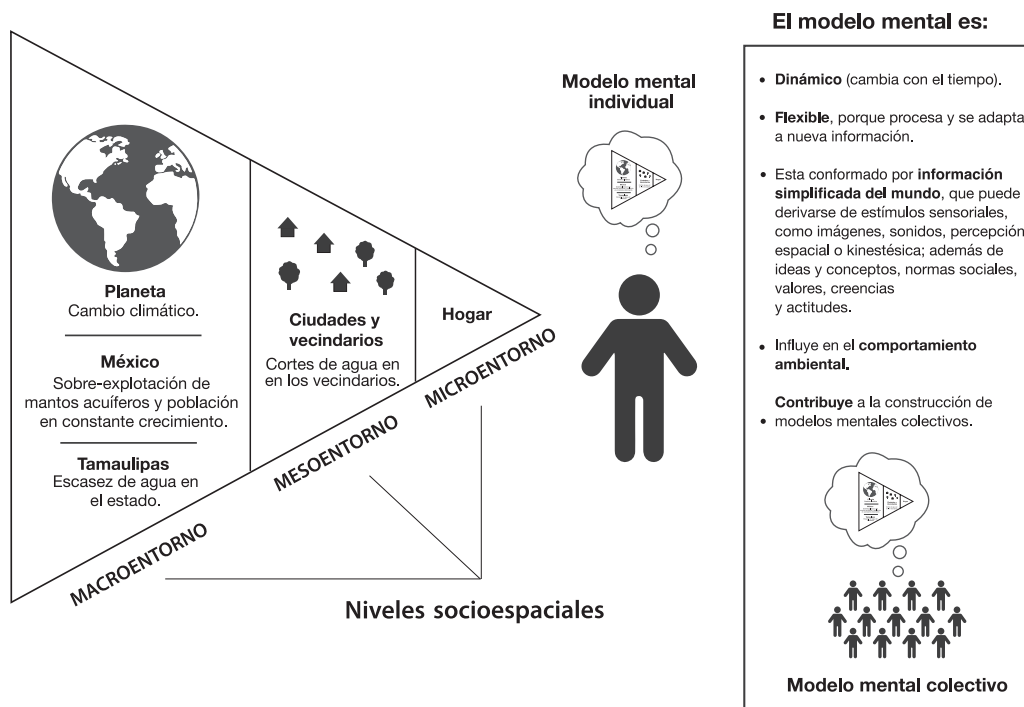 Planeta
Cambio climático.
México
Sobre-explotación de
mantos acuíferos y población
en constante crecimiento.
Tamaulipas
Escasez de agua en
el estado.
Ciudades y
vecindarios
Cortes de agua en
en los vecindarios.
Hogar
MACROENTORNO
MESOENTORNO
MICROENTORNO
Niveles socioespaciales
Modelo mental
individual
El modelo mental es:
• Dinámico (cambia con el tiempo).
• Flexible, porque procesa y se adapta
a nueva información.
• Esta conformado por información
simplificada del mundo, que puede
derivarse de estímulos sensoriales,
como imágenes, sonidos, percepción
espacial o kinestésica; además de
ideas y conceptos, normas sociales,
valores, creencias
y actitudes.
• Influye en el comportamiento
ambiental.
Contribuye a la construcción de
• modelos mentales colectivos.
Modelo mental colectivo